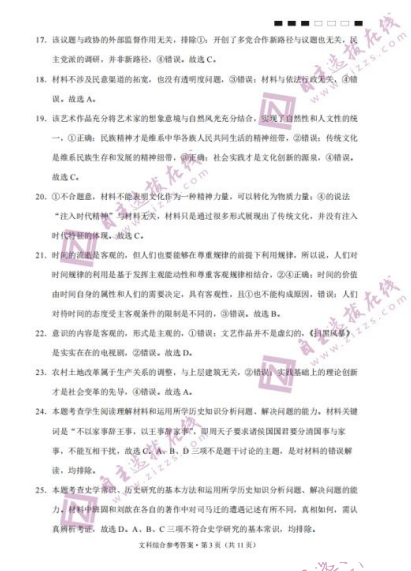 17. 该议题与政协的外部监督作用无关，排除①；开创了多党合作新路径与议题也无关，民
主党派的调研，并非新路径，④错误。故选C。
18. 材料不涉及民意渠道的拓宽，也没有透明度问题，③错误；材料与依法行政无关，④错
误。故选A。
19. 该艺术作品充分将艺术家的想象意境与自然风光充分结合，实现了自然性和人文性的统
一，①正确；民族精神才是维系中华各族人民共同生活的精神纽带，②错误；传统文化
是维系民族生存和发展的精神纽带，③正确；社会实践才是文化创新的源泉，④错误。
故选C。
20. ①不合题意，材料不能表明文化作为一种精神力量，可以转化为物质力量；④的说法
“注入时代精神”与材料无关，材料只是通过很多形式展现出了传统文化，并没有注入
时代特征的体现。故选C。
21. 时间的流逝是客观的，但人们也要能够在尊重规律的前提下利用规律，所以说，人们对
时间规律的利用是基于发挥主观能动性和尊重客观规律相结合，②④正确；时间的价值
由时间自身的属性和人们的需要决定，具有客观性，且①也不能构成原因，错误；人们
对待时间的态度受主客观条件的限制是不同的，③错误。故选B。
22. 意识的内容是客观的，形式是主观的，①错误；文艺作品并不是虚幻的，《扫黑风暴》
是实实在在的电视剧，②错误。故选D。
23. 农村土地改革属于生产关系的调整，与上层建筑无关，②错误；实践基础上的理论创新
才是社会变革的先导，④错误。故选A。
24. 本题考查学生阅读理解材料和运用所学历史知识分析问题、解决问题的能力。材料关键
词是“不以家事辞王事，以王事辞家事”，即周天子要求诸侯国国君要分清国事与家
事，不能互相干扰，故选C。A、B、D三项不是题干讨论的主题，是对材料的错误解
读，均排除。
25. 本题考查史学常识、历史研究的基本方法和运用所学历史知识分析问题、解决问题的能
力。材料中班固和刘歆在各自的著作中对司马迁的遭遇记述有所不同，真相如何，需认
真辨析考证，故选D。A、B、C三项不符合史学研究的基本常识，均排除。
文科综合参考答案·第3页（共11页）
自主选拔在线
www.zizzs.com